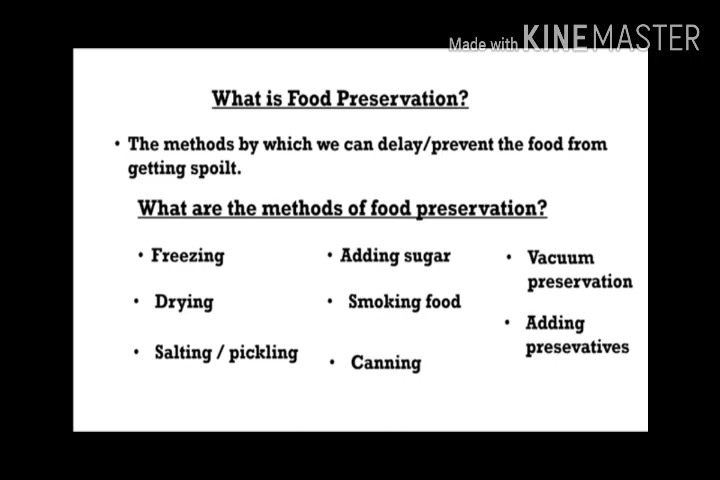 Made with KINEMASTER
What is Food Preservation?
• The methods by which we can delay/prevent the food from
getting spoilt.
What are the methods of food preservation?
• Freezing
• Drying
• Salting / pickling
• Adding sugar
• Smoking food
• Canning
• Vacuum
preservation
• Adding
presevatives